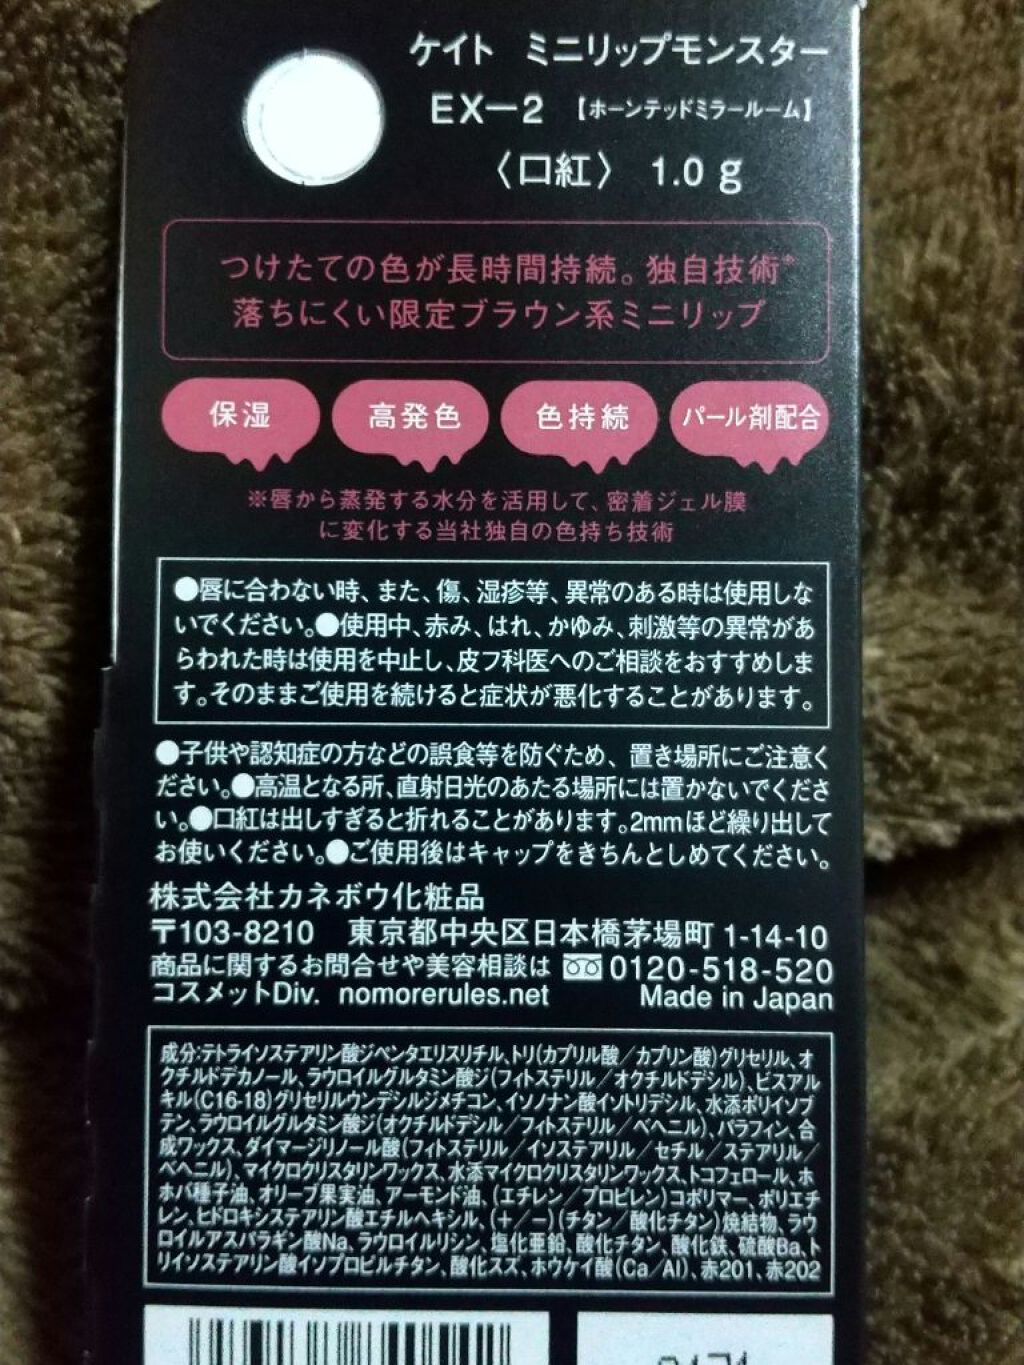 ケイト ミニリップモンスター
EX-2 【ホーンテッドミラールーム】
〈口紅〉 1.0 g
つけたての色が長時間持続。独自技術※
落ちにくい限定ブラウン系ミニリップ
保湿 高発色 色持続 パール剤配合
※唇から蒸発する水分を活用して、密着ジェル膜
に変化する当社独自の色持ち技術
●唇に合わない時、また、傷、湿疹等、異常のある時は使用しな
いでください。●使用中、赤み、はれ、かゆみ、刺激等の異常があ
らわれた時は使用を中止し、皮フ科医へのご相談をおすすめしま
す。そのままご使用を続けると症状が悪化することがあります。
●子供や認知症の方などの誤食等を防ぐため、置き場所にご注意く
ださい。●高温となる所、直射日光のあたる場所には置かないでくださ
い。●口紅は出しすぎると折れることがあります。2mmほど繰り出して
お使いください。●ご使用後はキャップをきちんとしめてください。
株式会社カネボウ化粧品
〒103-8210 東京都中央区日本橋茅場町 1-14-10
商品に関するお問合せや美容相談は 0120-518-520
コスメットDiv. nomorerules.net Made in Japan
成分:テトライソステアリン酸ジペンタエリスリチル、トリ(カプリル酸/カプリン酸)グリセリル、オ
クチルドデカノール、ラウロイルグルタミン酸ジ(フィトステリル/オクチルドデシル)、ビスアル
キル(C16-18)グリセリルウンデシルジメチコン、イソノナン酸イソトリデシル、水添ポリイソブ
テン、ラウロイルグルタミン酸ジ(オクチルドデシル/フィトステリル/ベヘニル)、パラフィン、合
成ワックス、ダイマージリノール酸(フィトステリル/イソステアリル/セチル/ステアリル/
ベヘニル)、マイクロクリスタリンワックス、水添マイクロクリスタリンワックス、トコフェロール、ホ
ホバ種子油、オリーブ果実油、アーモンド油、(エチレン/プロピレン)コポリマー、ポリエチ
レン、ヒドロキシステアリン酸エチルヘキシル、(+/-)(チタン/酸化チタン)焼結物、ラウ
ロイルアスパラギン酸Na、ラウロイルリシン、塩化亜鉛、酸化チタン、酸化鉄、硫酸Ba、ト
リイソステアリン酸イソプロピルチタン、酸化スズ、ホウケイ酸(Ca/Al)、赤201、赤202